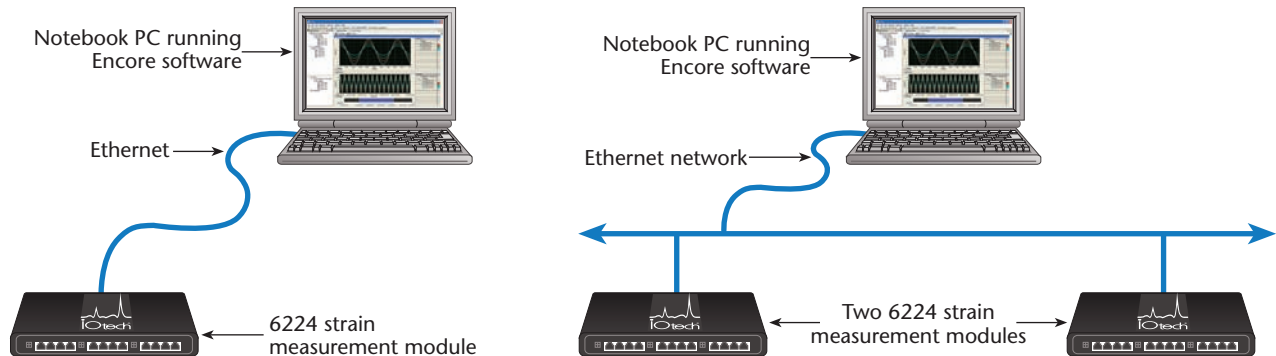 Notebook PC running
Encore software
Ethernet
6224 strain
measurement module
IOtech
Notebook PC running
Encore software
Ethernet network
Two 6224 strain
measurement modules
IOtech
IOtech